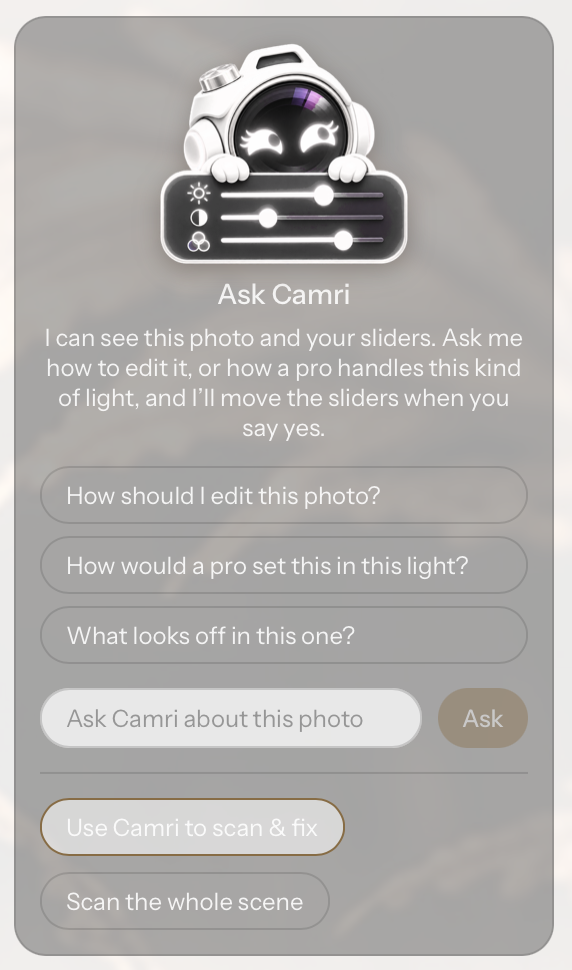 Ask Camri
I can see this photo and your sliders. Ask me
how to edit it, or how a pro handles this kind
of light, and I’ll move the sliders when you
say yes.
How should I edit this photo?
How would a pro set this in this light?
What looks off in this one?
Ask Camri about this photo
Ask
Use Camri to scan & fix
Scan the whole scene